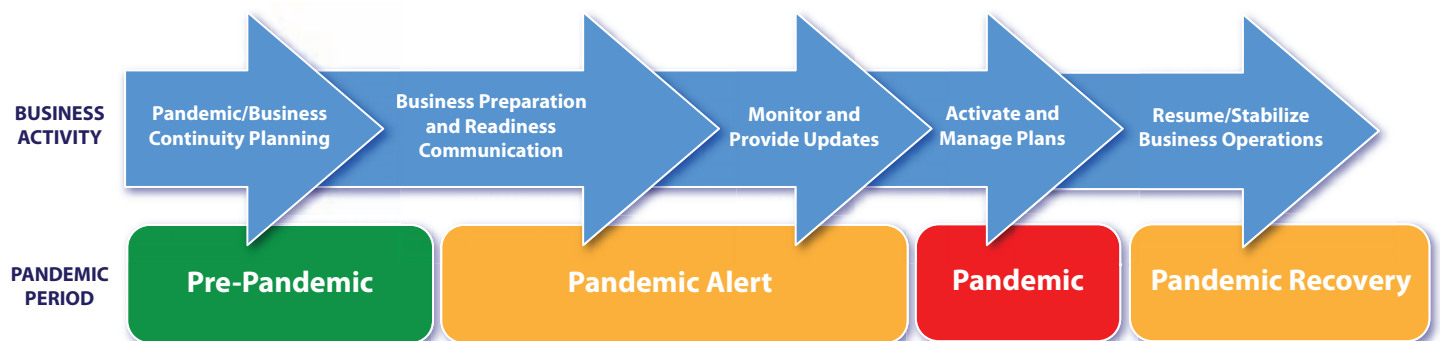 BUSINESS
ACTIVITY
Pandemic/Business
Continuity Planning
Business Preparation
and Readiness
Communication
Monitor and
Provide Updates
Activate and
Manage Plans
Resume/Stabilize
Business Operations
PANDEMIC
PERIOD
Pre-Pandemic
Pandemic Alert
Pandemic
Pandemic Recovery